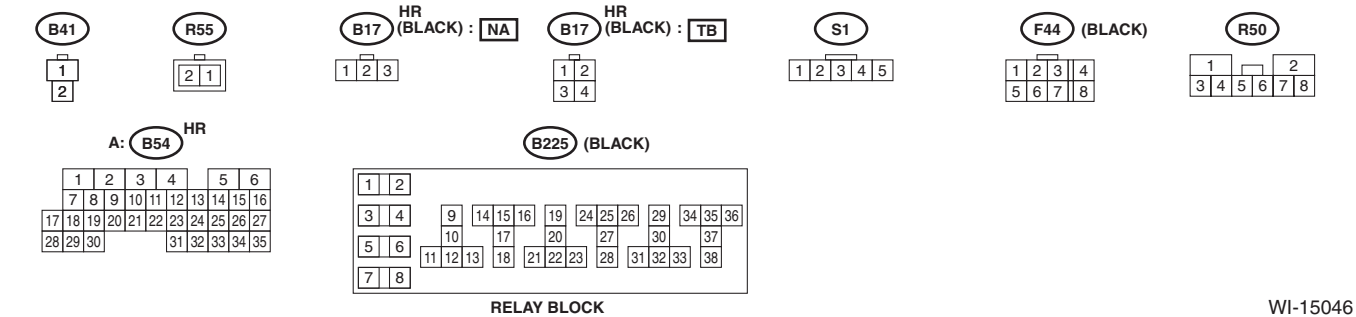 B41
1
2
R55
2 1
B17 HR
(BLACK) : NA
1 2 3
B17 HR
(BLACK) : TB
1 2
3 4
S1
1 2 3 4 5
F44 (BLACK)
1 2 3 4
5 6 7 8
R50
1 2
3 4 5 6 7 8
A: B54 HR
1 2 3 4 5 6
7 8 9 10 11 12 13 14 15 16
17 18 19 20 21 22 23 24 25 26 27
28 29 30 31 32 33 34 35
B225 (BLACK)
1 2
3 4 9 14 15 16 19 24 25 26 29 34 35 36
10 17 20 27 30 37
5 6 11 12 13 18 21 22 23 28 31 32 33 38
7 8
RELAY BLOCK
WI-15046